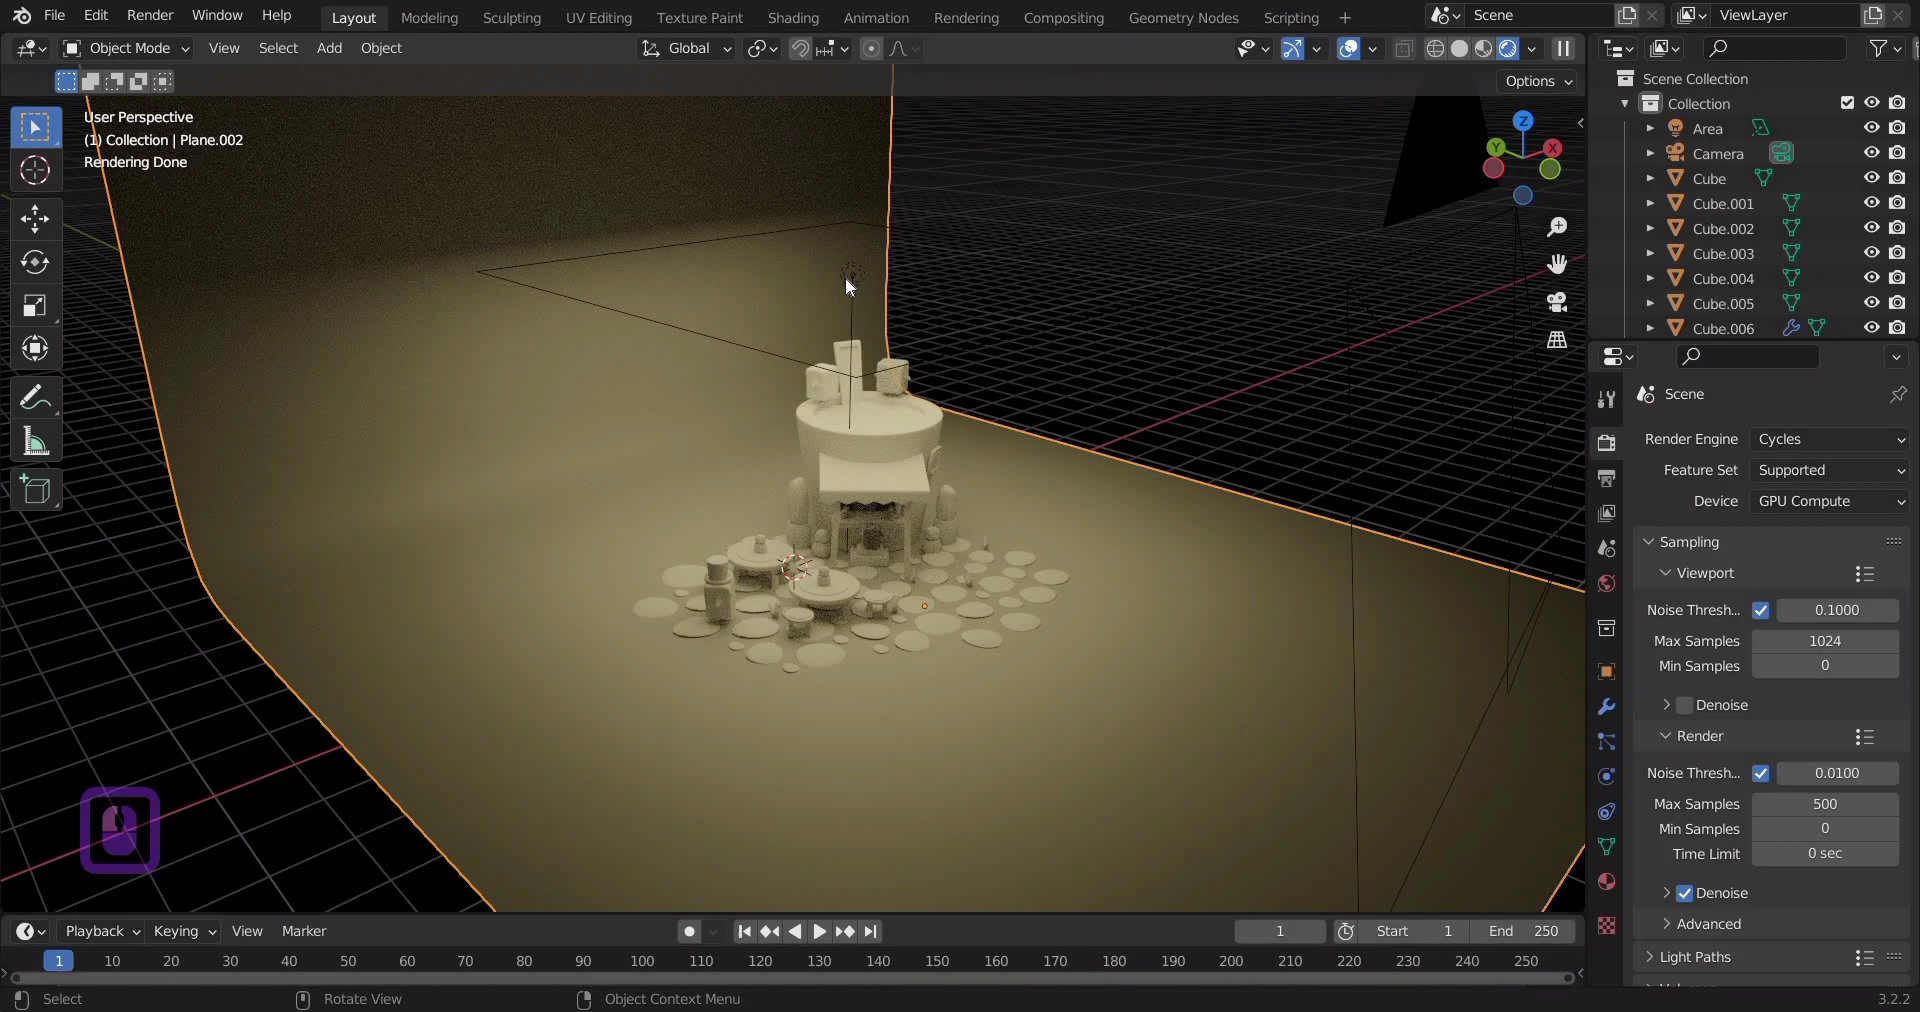 File Edit Render Window Help Layout Modeling Sculpting UV Editing Texture Paint Shading Animation Rendering Compositing Geometry Nodes Scripting + Scene ViewLayer
Object Mode View Select Add Object Global
Options
User Perspective
(1) Collection | Plane.002
Rendering Done
Z
Y
X
Scene Collection
Collection
Area
Camera
Cube
Cube.001
Cube.002
Cube.003
Cube.004
Cube.005
Cube.006
Scene
Render Engine Cycles
Feature Set Supported
Device GPU Compute
Sampling
Viewport
Noise Thresh... 0.1000
Max Samples 1024
Min Samples 0
Denoise
Render
Noise Thresh... 0.0100
Max Samples 500
Min Samples 0
Time Limit 0 sec
Denoise
Advanced
Light Paths
Playback Keying View Marker 1 Start 1 End 250
1 10 20 30 40 50 60 70 80 90 100 110 120 130 140 150 160 170 180 190 200 210 220 230 240 250
Select Rotate View Object Context Menu 3.2.2